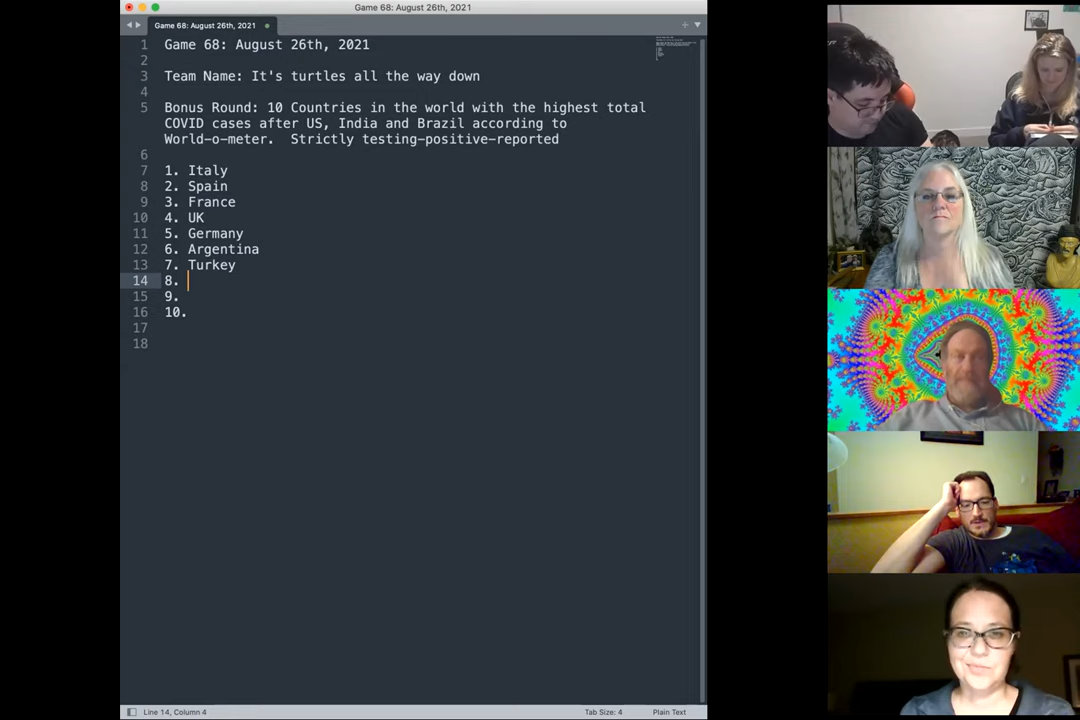 Game 68: August 26th, 2021
Game 68: August 26th, 2021
1 Game 68: August 26th, 2021
2
3 Team Name: It's turtles all the way down
4
5 Bonus Round: 10 Countries in the world with the highest total
COVID cases after US, India and Brazil according to
World-o-meter.  Strictly testing-positive-reported
6
7 1. Italy
8 2. Spain
9 3. France
10 4. UK
11 5. Germany
12 6. Argentina
13 7. Turkey
14 8.
15 9.
16 10.
17
18
Line 14, Column 4 Tab Size: 4 Plain Text